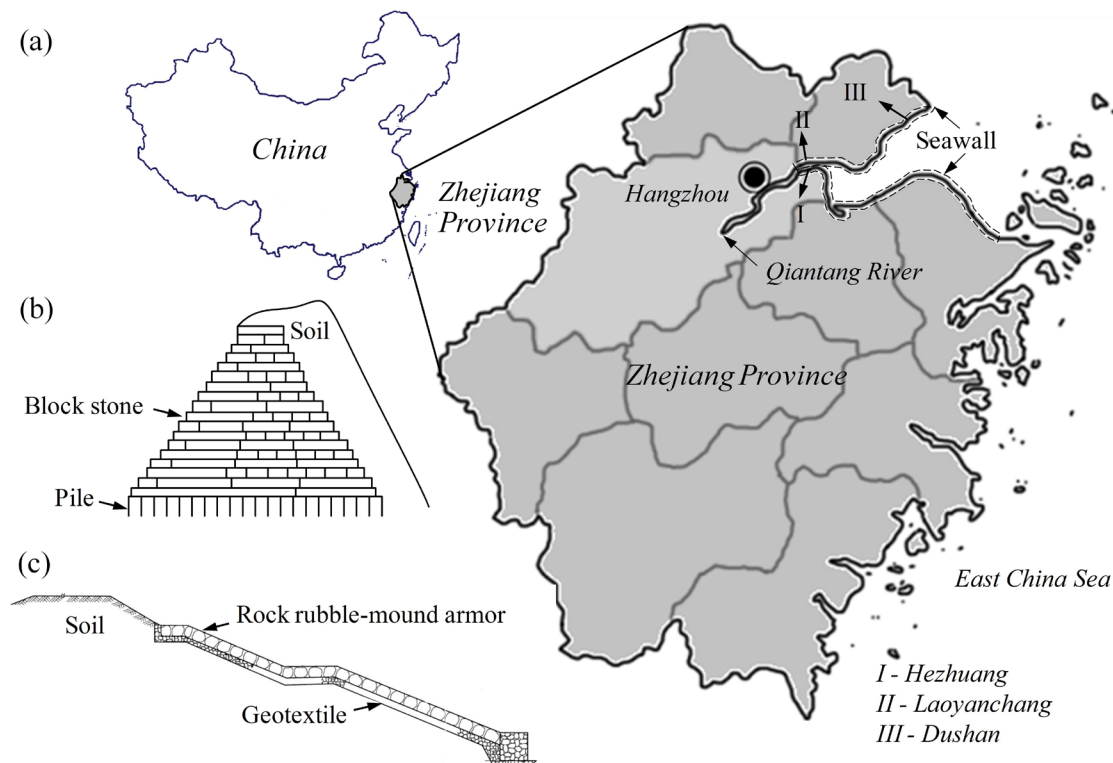 (a)
China
Zhejiang
Province
III
II
Seawall
Hangzhou
I
Qiantang River
Zhejiang Province
East China Sea
I - Hezhuang
II - Laoyanchang
III - Dushan
(b)
Soil
Block stone
Pile
(c)
Rock rubble-mound armor
Soil
Geotextile